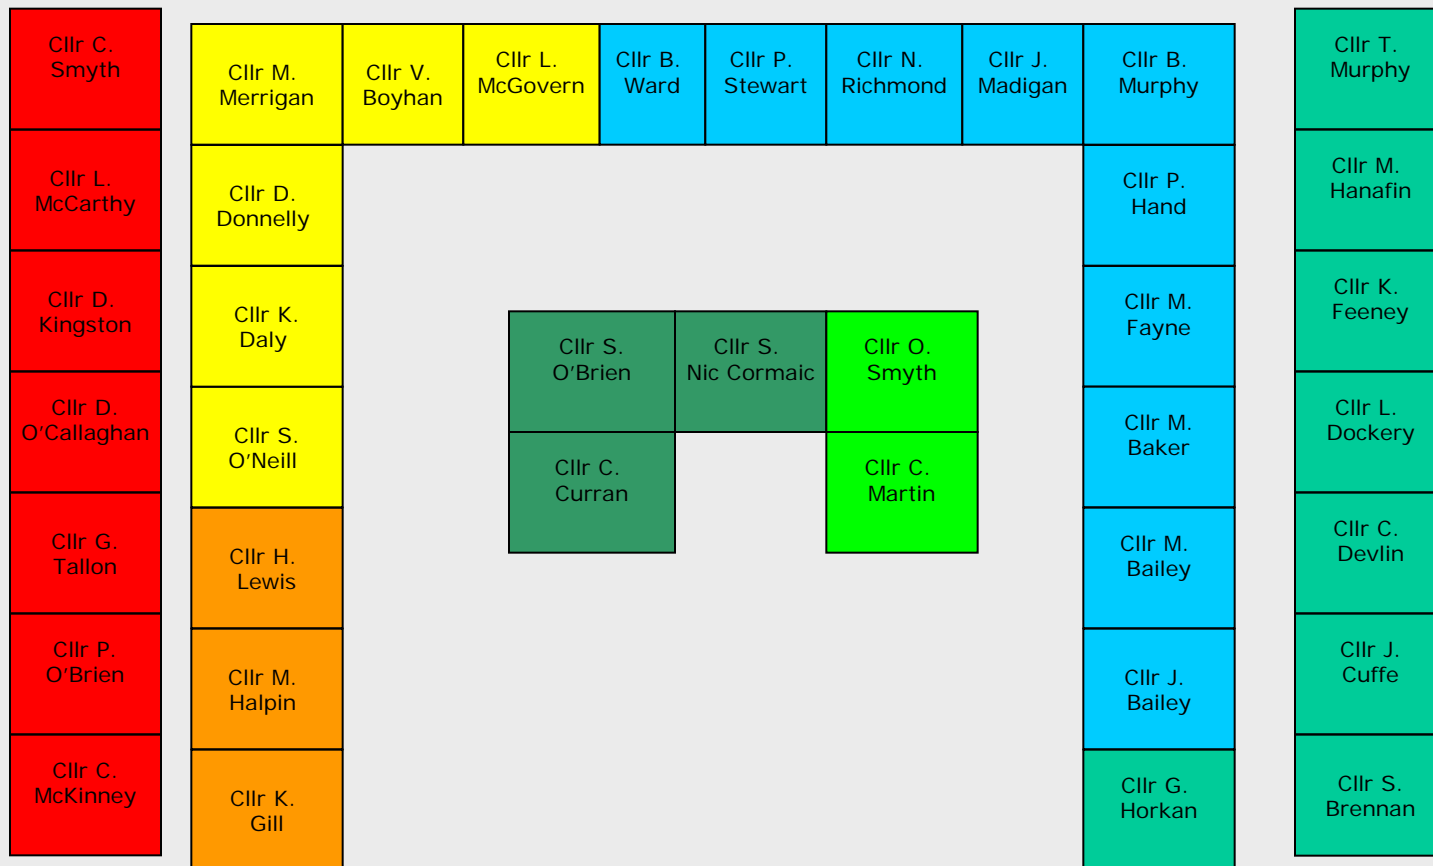 Cllr C.
Smyth
Cllr L.
McCarthy
Cllr D.
Kingston
Cllr D.
O'Callaghan
Cllr G.
Tallon
Cllr P.
O'Brien
Cllr C.
McKinney
Cllr M.
Merrigan
Cllr V.
Boyhan
Cllr L.
McGovern
Cllr B.
Ward
Cllr P.
Stewart
Cllr N.
Richmond
Cllr J.
Madigan
Cllr B.
Murphy
Cllr D.
Donnelly
Cllr K.
Daly
Cllr S.
O'Neill
Cllr H.
Lewis
Cllr M.
Halpin
Cllr K.
Gill
Cllr S.
O'Brien
Cllr S.
Nic Cormaic
Cllr O.
Smyth
Cllr C.
Curran
Cllr C.
Martin
Cllr P.
Hand
Cllr M.
Fayne
Cllr M.
Baker
Cllr M.
Bailey
Cllr J.
Bailey
Cllr G.
Horkan
Cllr T.
Murphy
Cllr M.
Hanafin
Cllr K.
Feeney
Cllr L.
Dockery
Cllr C.
Devlin
Cllr J.
Cuffe
Cllr S.
Brennan